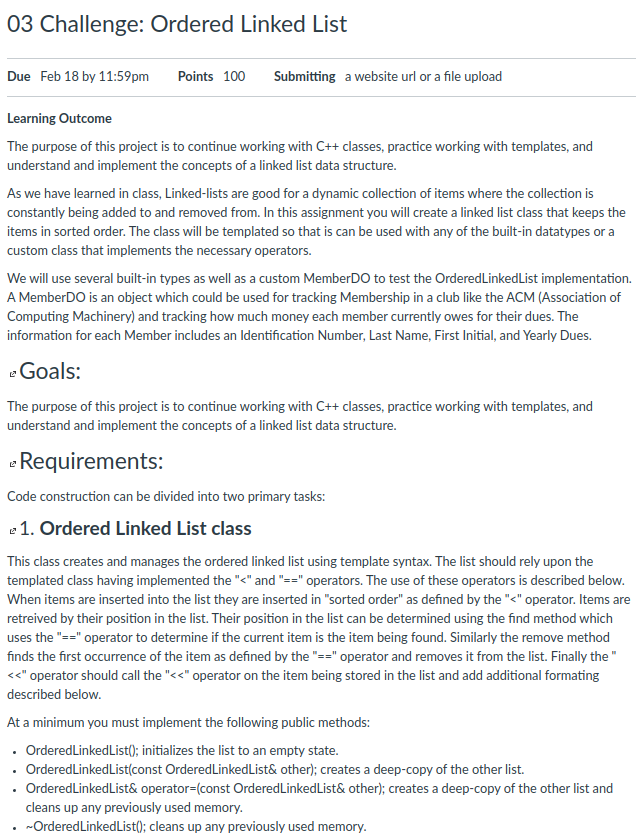 03 Challenge: Ordered Linked List
Due Feb 18 by 11:59pm Points 100 Submitting a website url or a file upload
Learning Outcome
The purpose of this project is to continue working with C++ classes, practice working with templates, and
understand and implement the concepts of a linked list data structure.
As we have learned in class, Linked-lists are good for a dynamic collection of items where the collection is
constantly being added to and removed from. In this assignment you will create a linked list class that keeps the
items in sorted order. The class will be templated so that is can be used with any of the built-in datatypes or a
custom class that implements the necessary operators.
We will use several built-in types as well as a custom MemberDO to test the OrderedLinkedList implementation.
A MemberDO is an object which could be used for tracking Membership in a club like the ACM (Association of
Computing Machinery) and tracking how much money each member currently owes for their dues. The
information for each Member includes an Identification Number, Last Name, First Initial, and Yearly Dues.
Goals:
The purpose of this project is to continue working with C++ classes, practice working with templates, and
understand and implement the concepts of a linked list data structure.
Requirements:
Code construction can be divided into two primary tasks:
1. Ordered Linked List class
This class creates and manages the ordered linked list using template syntax. The list should rely upon the
templated class having implemented the "<" and "==" operators. The use of these operators is described below.
When items are inserted into the list they are inserted in "sorted order" as defined by the "<" operator. Items are
retreived by their position in the list. Their position in the list can be determined using the find method which
uses the "==" operator to determine if the current item is the item being found. Similarly the remove method
finds the first occurrence of the item as defined by the "==" operator and removes it from the list. Finally the "
<<" operator should call the "<<" operator on the item being stored in the list and add additional formating
described below.
At a minimum you must implement the following public methods:
• OrderedLinkedList(); initializes the list to an empty state.
• OrderedLinkedList(const OrderedLinkedList& other); creates a deep-copy of the other list.
• OrderedLinkedList& operator=(const OrderedLinkedList& other); creates a deep-copy of the other list and
cleans up any previously used memory.
• ~OrderedLinkedList(); cleans up any previously used memory.